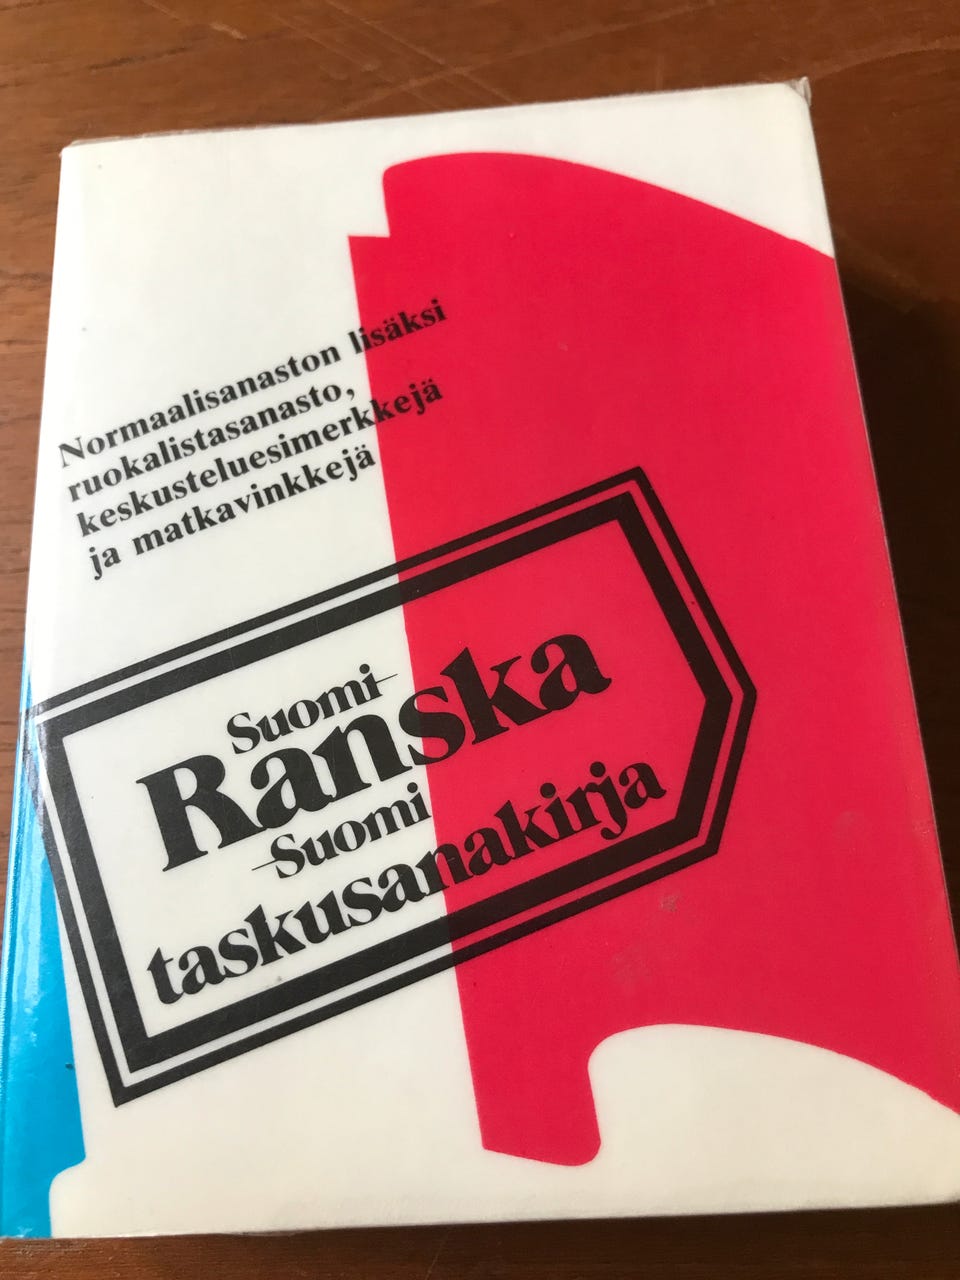 Normaalisanaston lisäksi
ruokalistasanasto,
keskusteluesimerkkejä
ja matkavinkkejä
Suomi-
Ranska
-Suomi
taskusanakirja